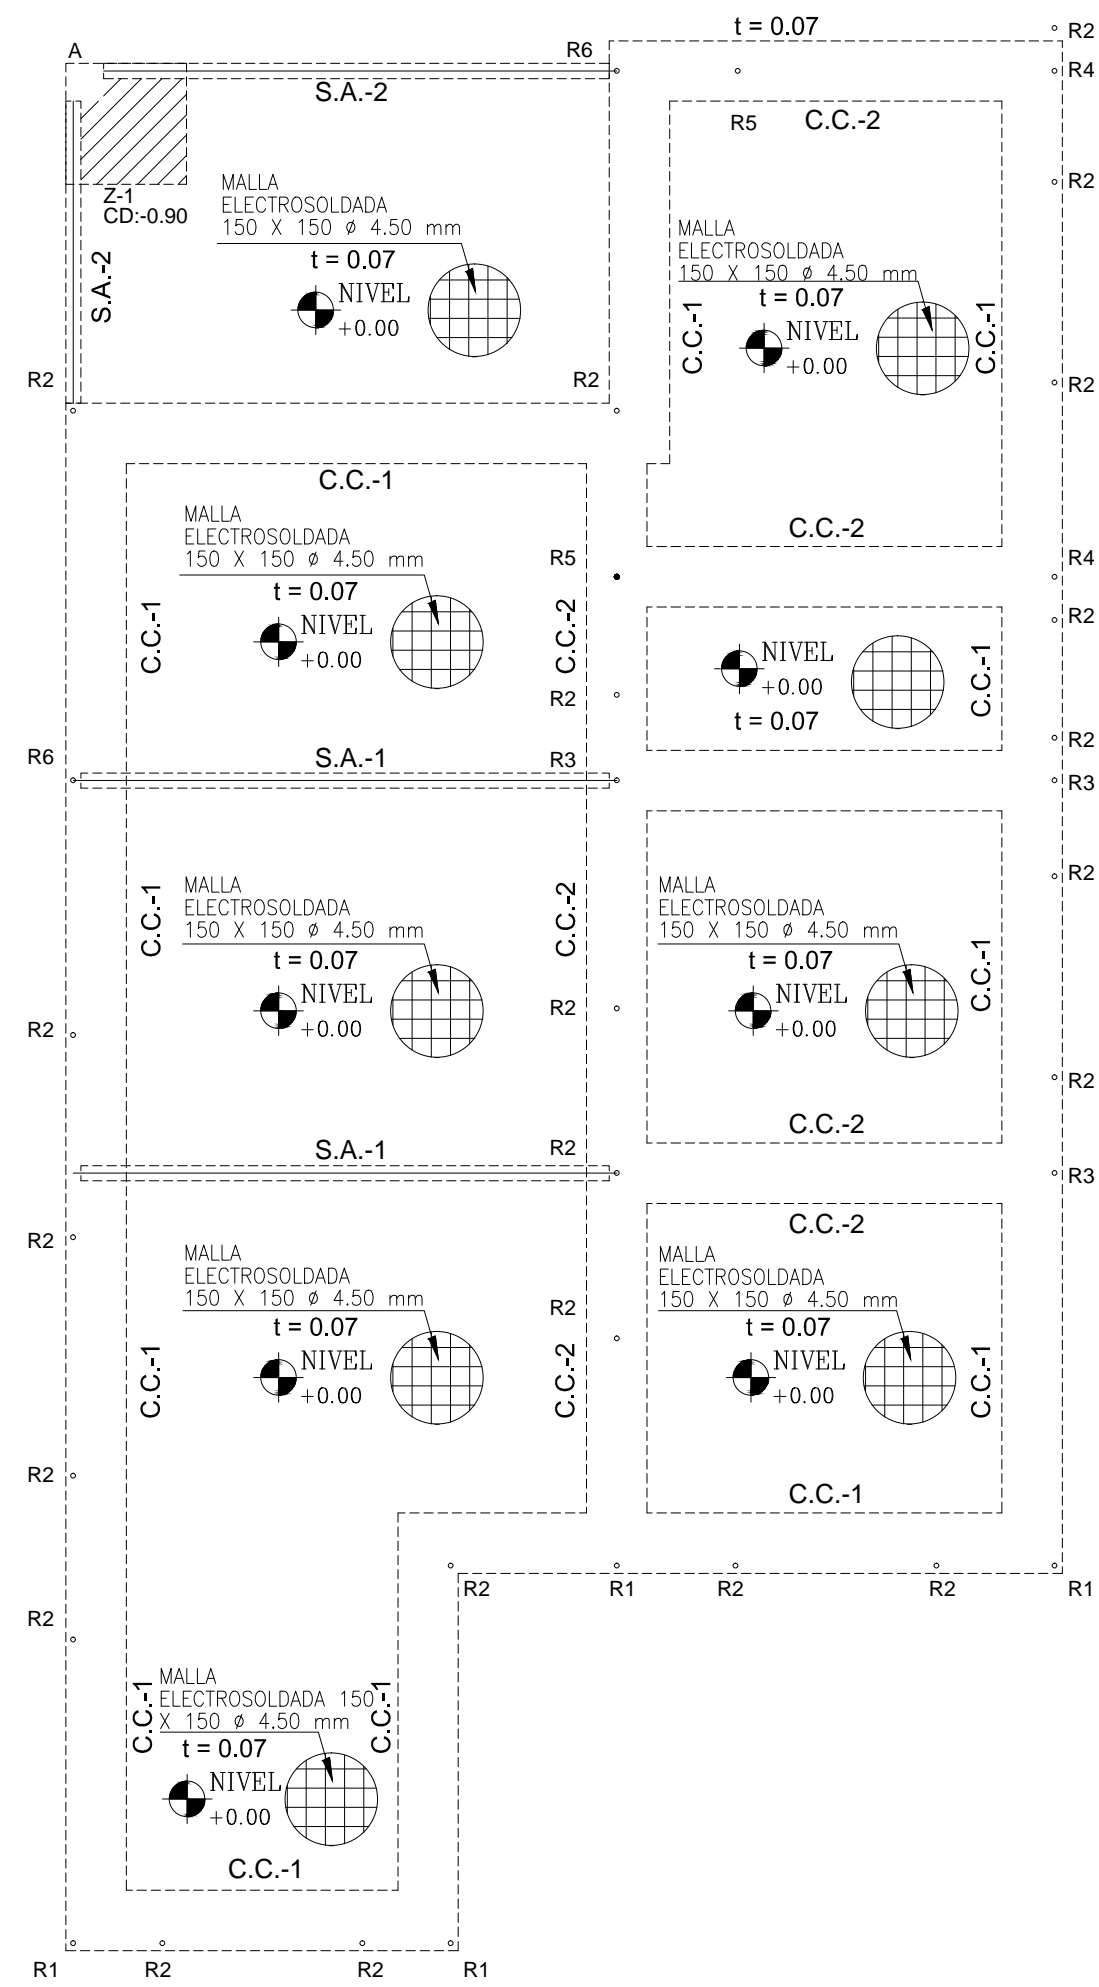 t = 0.07
R2
A
R6
R4
S.A.-2
R5
C.C.-2
R2
MALLA
ELECTROSOLDADA
150 X 150 ø 4.50 mm
t = 0.07
NIVEL
+0.00
Z-1
CD:-0.90
S.A.-2
MALLA
ELECTROSOLDADA
150 X 150 ø 4.50 mm
t = 0.07
NIVEL
+0.00
C.C.-1
C.C.-1
R2
R2
R2
C.C.-1
MALLA
ELECTROSOLDADA
150 X 150 ø 4.50 mm
t = 0.07
NIVEL
+0.00
C.C.-1
C.C.-2
C.C.-2
R5
R4
R2
NIVEL
+0.00
t = 0.07
C.C.-1
R2
R2
R6
S.A.-1
R3
R3
C.C.-1
MALLA
ELECTROSOLDADA
150 X 150 ø 4.50 mm
t = 0.07
NIVEL
+0.00
C.C.-2
MALLA
ELECTROSOLDADA
150 X 150 ø 4.50 mm
t = 0.07
NIVEL
+0.00
C.C.-1
R2
R2
R2
R2
C.C.-2
S.A.-1
R2
R3
C.C.-2
R2
MALLA
ELECTROSOLDADA
150 X 150 ø 4.50 mm
t = 0.07
NIVEL
+0.00
C.C.-1
C.C.-2
R2
MALLA
ELECTROSOLDADA
150 X 150 ø 4.50 mm
t = 0.07
NIVEL
+0.00
C.C.-1
R2
C.C.-1
R2
R1
R2
R2
R1
R2
MALLA
ELECTROSOLDADA 150
X 150 ø 4.50 mm
t = 0.07
NIVEL
+0.00
C.C.-1
C.C.-1
C.C.-1
R1
R2
R2
R1